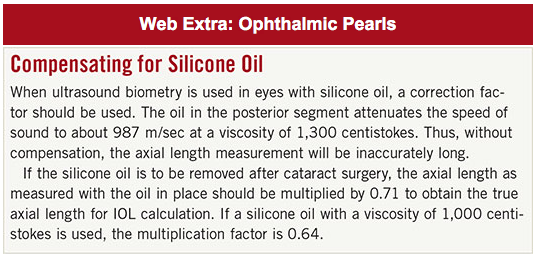 Web Extra: Ophthalmic Pearls
Compensating for Silicone Oil
When ultrasound biometry is used in eyes with silicone oil, a correction fac-
tor should be used. The oil in the posterior segment attenuates the speed of
sound to about 987 m/sec at a viscosity of 1,300 centistokes. Thus, without
compensation, the axial length measurement will be inaccurately long.
If the silicone oil is to be removed after cataract surgery, the axial length as
measured with the oil in place should be multiplied by 0.71 to obtain the true
axial length for IOL calculation. If a silicone oil with a viscosity of 1,000 centi-
stokes is used, the multiplication factor is 0.64.